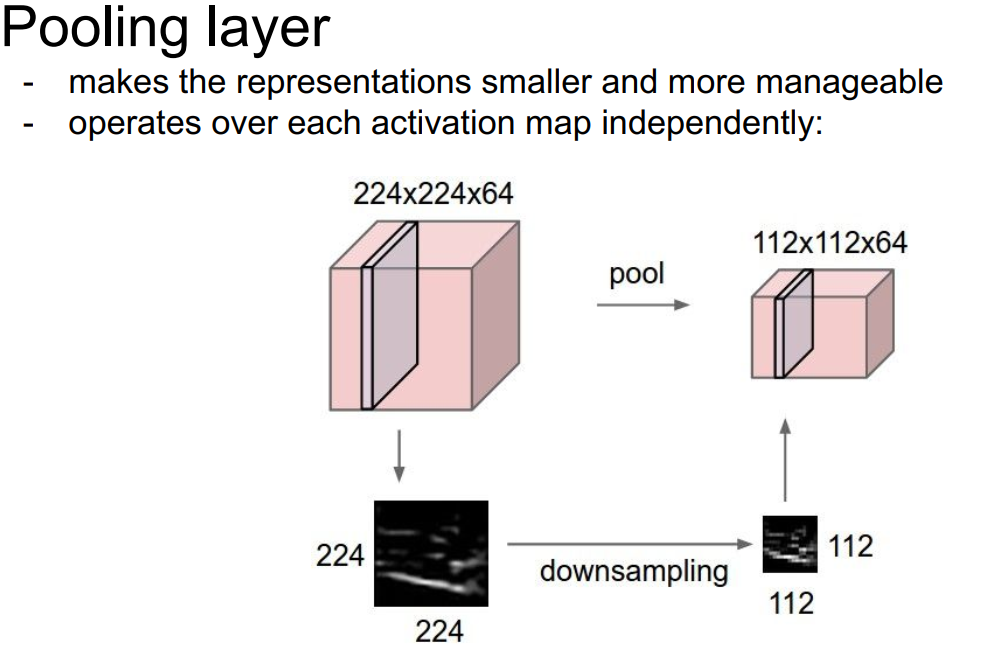 Pooling layer
- makes the representations smaller and more manageable
- operates over each activation map independently:
224x224x64
112x112x64
pool
224
downsampling
112
112
224